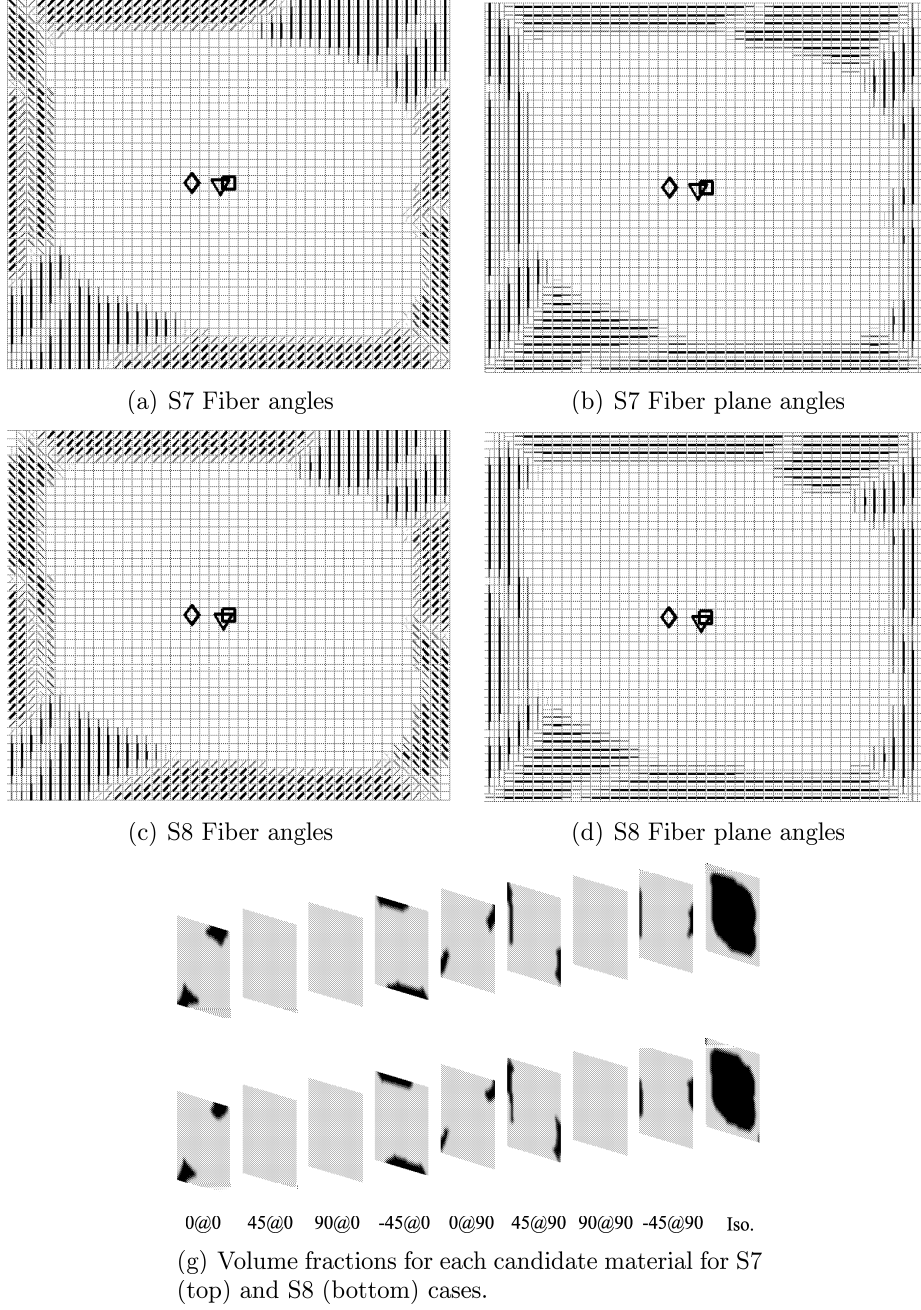 (a) S7 Fiber angles
(b) S7 Fiber plane angles
(c) S8 Fiber angles
(d) S8 Fiber plane angles
0@0 45@0 90@0 -45@0 0@90 45@90 90@90 -45@90 Iso.
(g) Volume fractions for each candidate material for S7
(top) and S8 (bottom) cases.